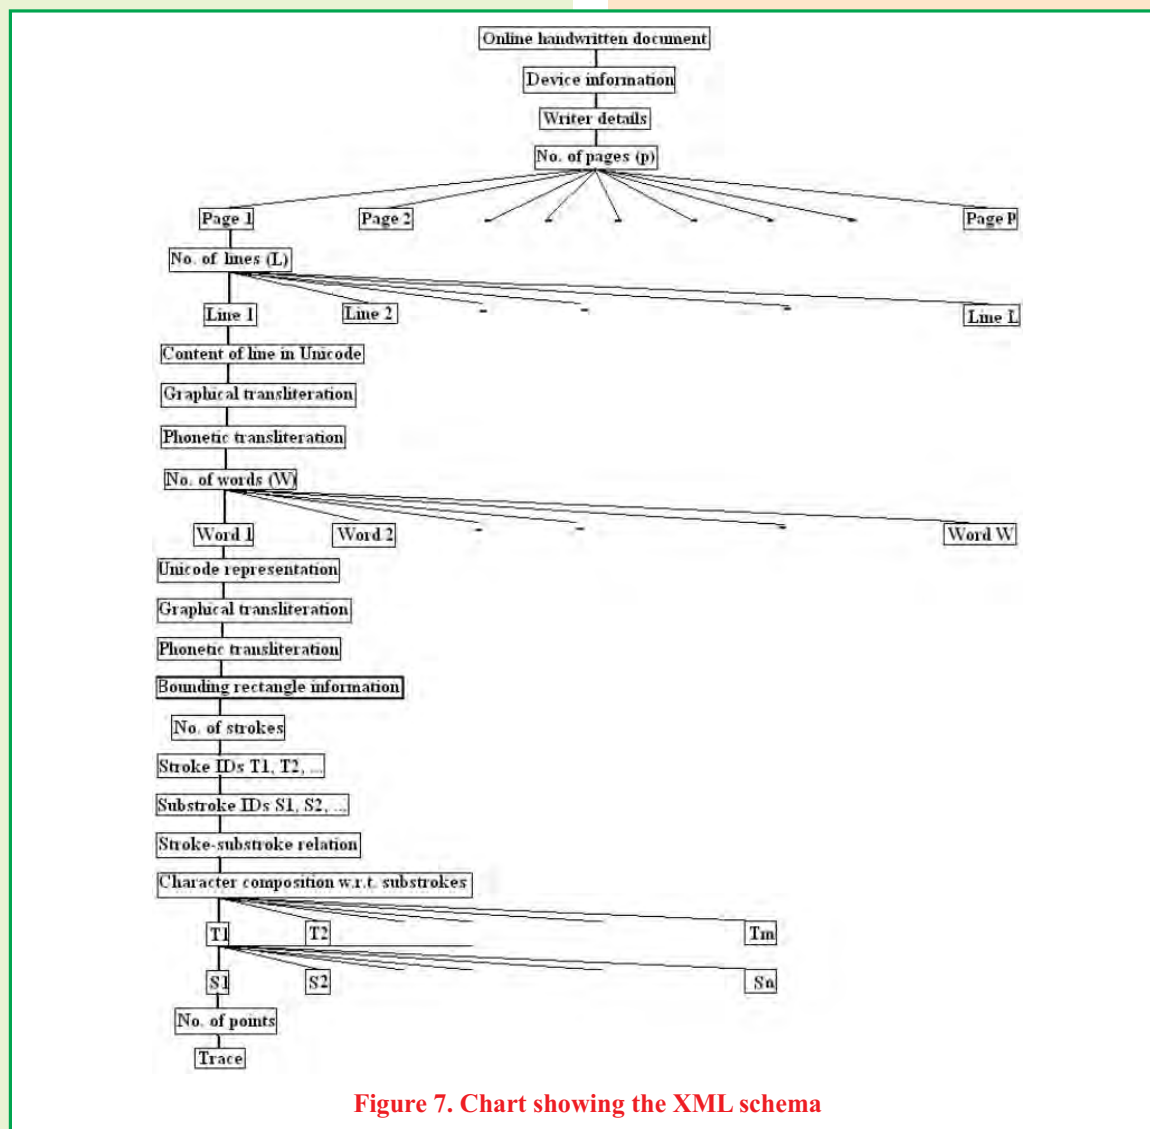 Online handwritten document
Device information
Writer details
No. of pages (p)
Page 1 Page 2 - - - - - - Page P
No. of lines (L)
Line 1 Line 2 - - - Line L
Content of line in Unicode
Graphical transliteration
Phonetic transliteration
No. of words (W)
Word 1 Word 2 - - - Word W
Unicode representation
Graphical transliteration
Phonetic transliteration
Bounding rectangle information
No. of strokes
Stroke IDs T1, T2, ...
Substroke IDs S1, S2, ...
Stroke-substroke relation
Character composition w.r.t. substrokes
T1 T2 Tm
S1 S2 Sn
No. of points
Trace
Figure 7. Chart showing the XML schema